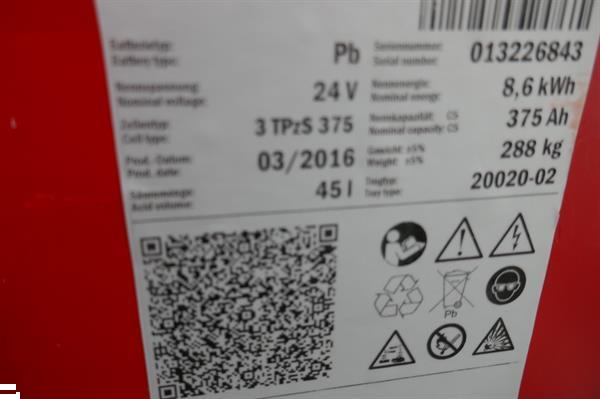 Batterietyp: Pb Seriennummer: 013226843
Battery type: Serial number:
Nennspannung: 24 V Nennenergie: 8,6 kWh
Nominal voltage: Nominal energy:
Zellentyp: 3 TPzS 375 Nennkapazität: C5 375 Ah
Cell type: Nominal capacity: C5
Prod.-Datum: 03/2016 Gewicht ±5% 288 kg
Prod. date: Weight ±5%
Säuremenge: 45 l Trogtyp: 20020-02
Acid volume: Tray type:
Pb